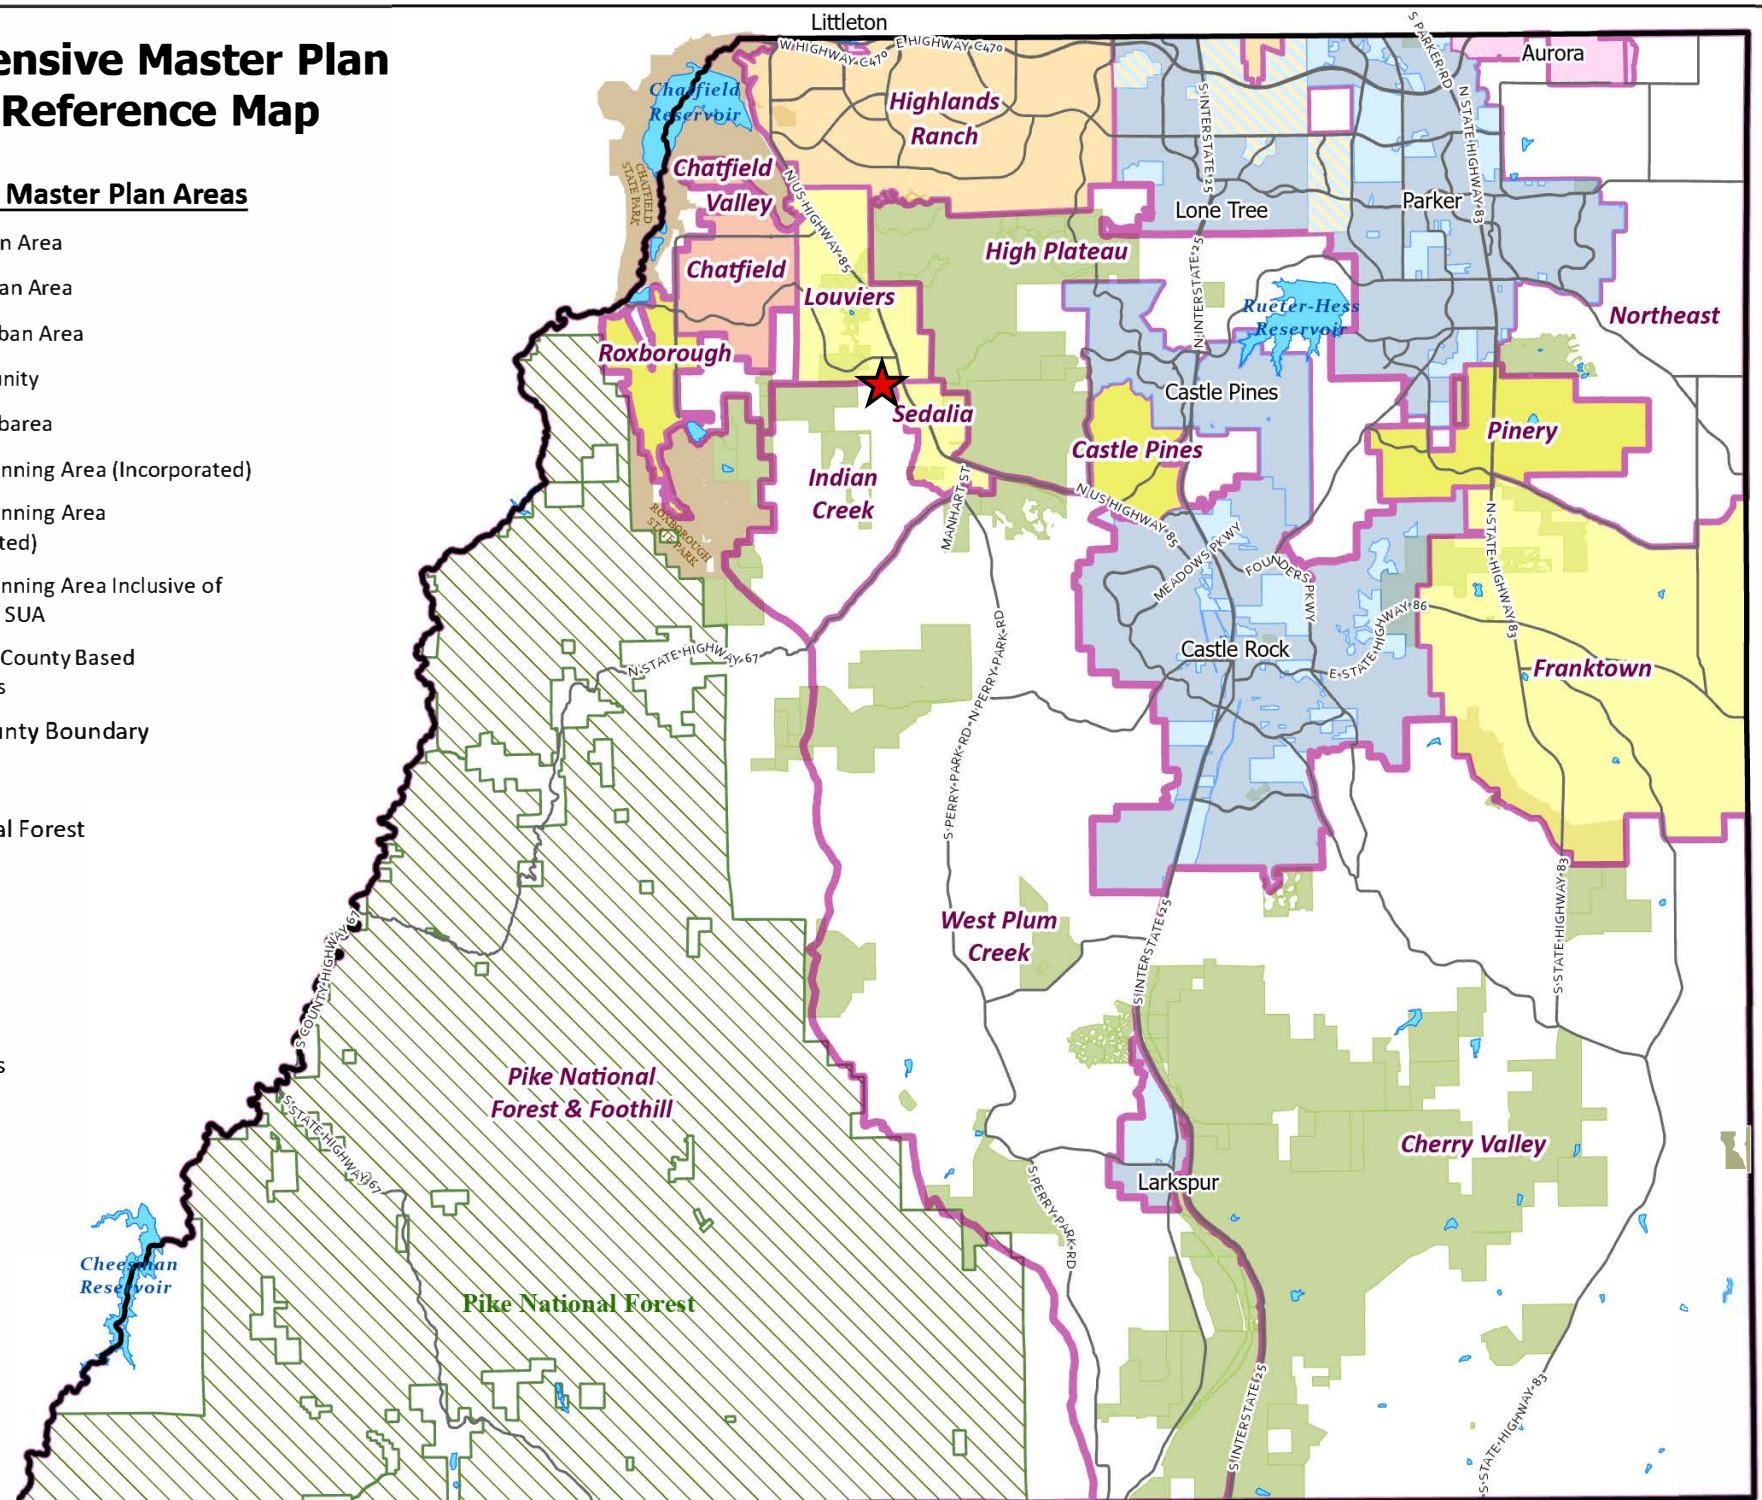 ensive Master Plan
Reference Map
Master Plan Areas
n Area
an Area
ban Area
nity
barea
nning Area (Incorporated)
nning Area
ted)
nning Area Inclusive of
SUA
County Based
s
nty Boundary
al Forest
s
Littleton
W HIGHWAY C470
E HIGHWAY C470
S PARKER RD
Aurora
Chatfield
Reservoir
Highlands
Ranch
S INTERSTATE 25
N STATE HIGHWAY 83
CHATFIELD
STATE PARK
Chatfield
Valley
N US HIGHWAY 85
Lone Tree
Parker
High Plateau
Chatfield
Louviers
N INTERSTATE 25
Rueter-Hess
Reservoir
Northeast
Roxborough
Castle Pines
Sedalia
Castle Pines
Pinery
Indian
Creek
MANHART ST
N US HIGHWAY 85
ROXBOROUGH
STATE PARK
MEADOWS PKWY
FOUNDERS PKWY
N STATE HIGHWAY 83
E STATE HIGHWAY 86
Castle Rock
Franktown
N STATE HIGHWAY 67
N PERRY PARK RD
S PERRY PARK RD
S STATE HIGHWAY 83
West Plum
Creek
S INTERSTATE 25
S COUNTY HIGHWAY 67
Pike National
Forest & Foothill
S STATE HIGHWAY 67
Cherry Valley
Larkspur
S PERRY PARK RD
Cheesman
Reservoir
Pike National Forest
S INTERSTATE 25
S STATE HIGHWAY 83